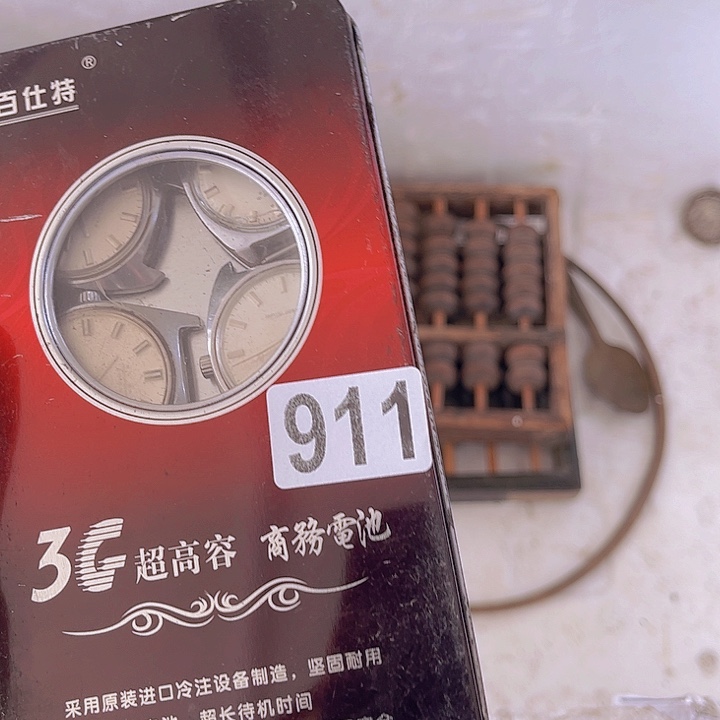 百仕特®
911
3G 超高容 商務電池
采用原装进口冷注设备制造，坚固耐用
超长待机时间